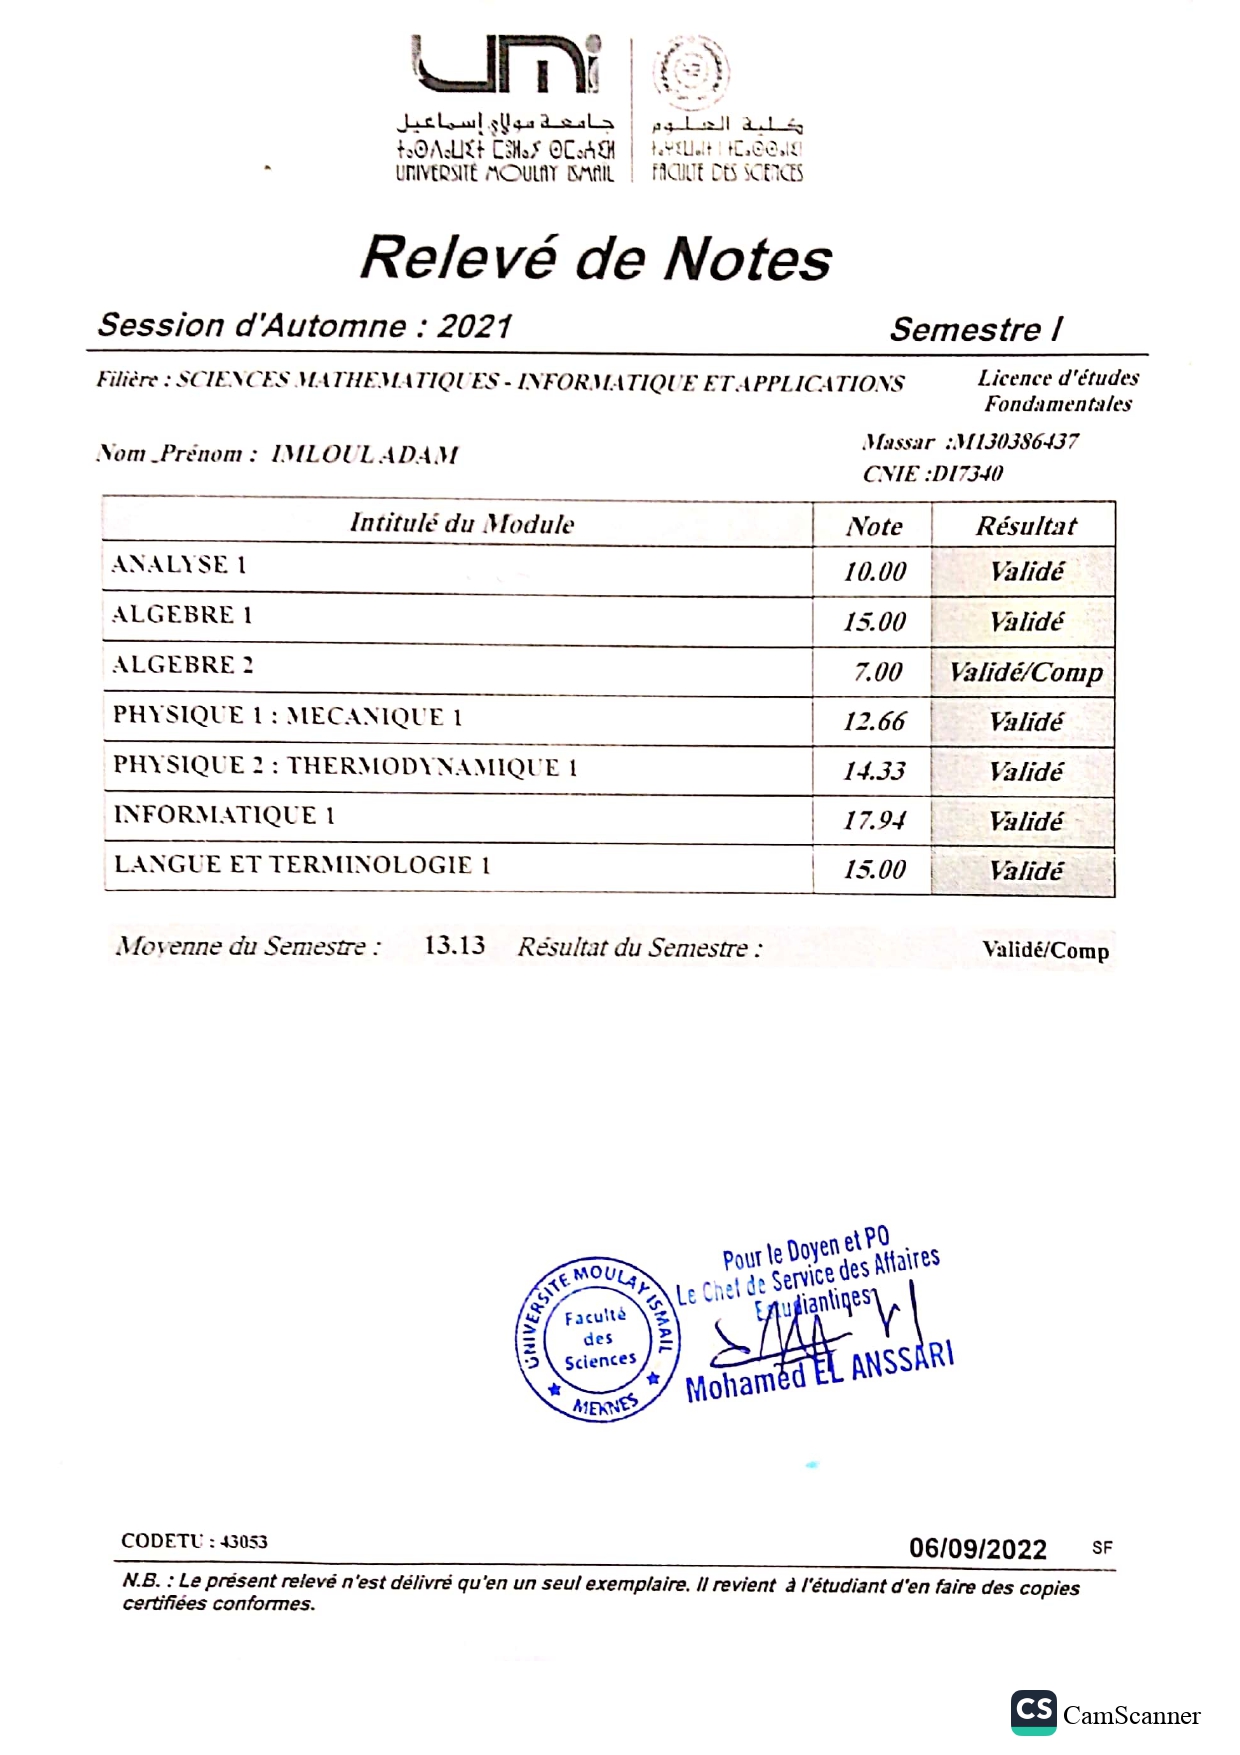 umi
جامعة مولاي إسماعيل
ⵜⴰⵙⴷⴰⵡⵉⵜ ⵎⵓⵍⴰⵢ ⵙⵎⴰⵄⵉⵍ
UNIVERSITÉ MOULAY ISMAIL
كلية العلوم
FACULTÉ DES SCIENCES
Relevé de Notes
Session d'Automne : 2021
Semestre I
Filière : SCIENCES MATHEMATIQUES - INFORMATIQUE ET APPLICATIONS
Licence d'études
Fondamentales
Nom _Prénom : IMLOUL ADAM
Massar :M130386437
CNIE :D17340
Intitulé du Module Note Résultat
ANALYSE 1 10.00 Validé
ALGEBRE 1 15.00 Validé
ALGEBRE 2 7.00 Validé/Comp
PHYSIQUE 1 : MECANIQUE 1 12.66 Validé
PHYSIQUE 2 : THERMODYNAMIQUE 1 14.33 Validé
INFORMATIQUE 1 17.94 Validé
LANGUE ET TERMINOLOGIE 1 15.00 Validé
Moyenne du Semestre : 13.13 Résultat du Semestre : Validé/Comp
Pour le Doyen et PO
Le Chef de Service des Affaires
Estudiantines
Mohamed EL ANSSARI
UNIVERSITE MOULAY ISMAIL
Faculté
des
Sciences
MEKNES
CODETU : 43053
06/09/2022 SF
N.B. : Le présent relevé n'est délivré qu'en un seul exemplaire. Il revient à l'étudiant d'en faire des copies
certifiées conformes.
CS CamScanner